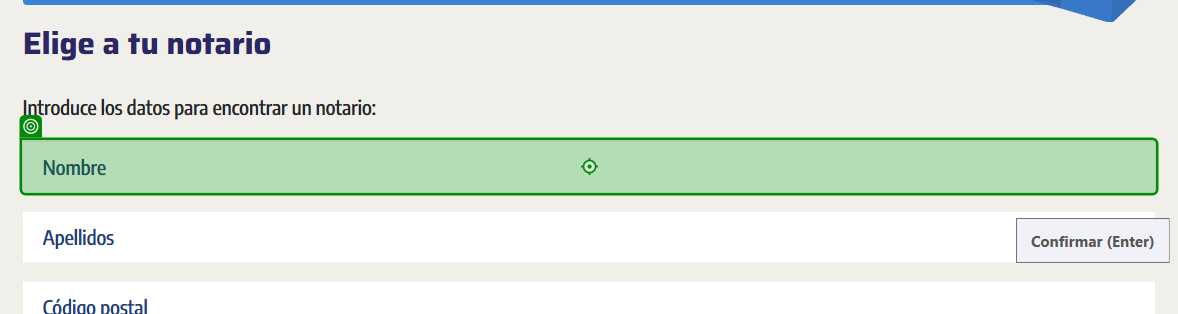 Elige a tu notario
Introduce los datos para encontrar un notario:
Nombre
Apellidos
Confirmar (Enter)
Código postal